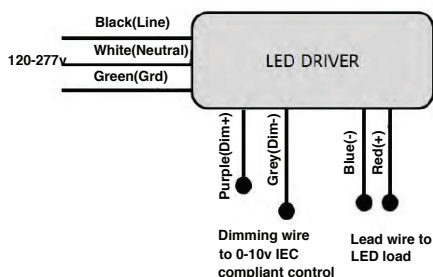 Black(Line)
White(Neutral)
120-277v
Green(Grd)
LED DRIVER
Purple(Dim+)
Grey(Dim-)
Blue(-)
Red(+)
Dimming wire
to 0-10v IEC
compliant control
Lead wire to
LED load